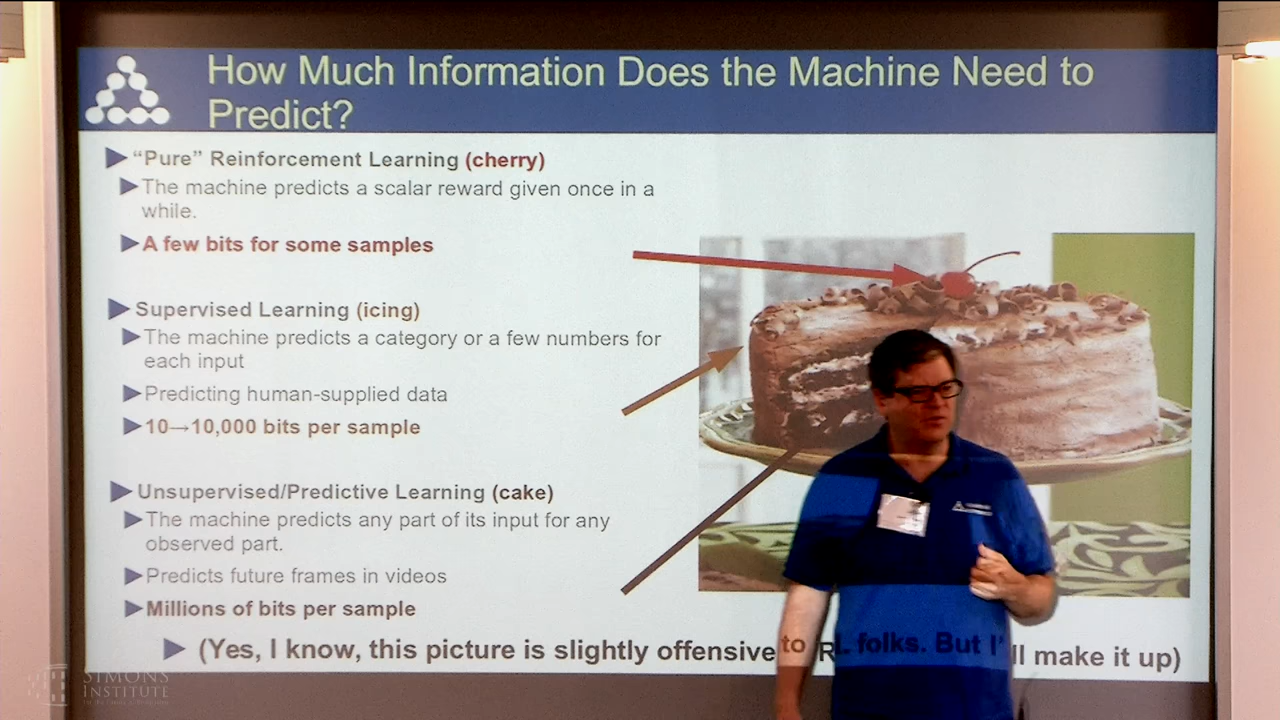 How Much Information Does the Machine Need to
Predict?
"Pure" Reinforcement Learning (cherry)
The machine predicts a scalar reward given once in a
while.
A few bits for some samples
Supervised Learning (icing)
The machine predicts a category or a few numbers for
each input
Predicting human-supplied data
10→10,000 bits per sample
Unsupervised/Predictive Learning (cake)
The machine predicts any part of its input for any
observed part.
Predicts future frames in videos
Millions of bits per sample
(Yes, I know, this picture is slightly offensive to RL folks. But I'll make it up)
SIMONS
INSTITUTE